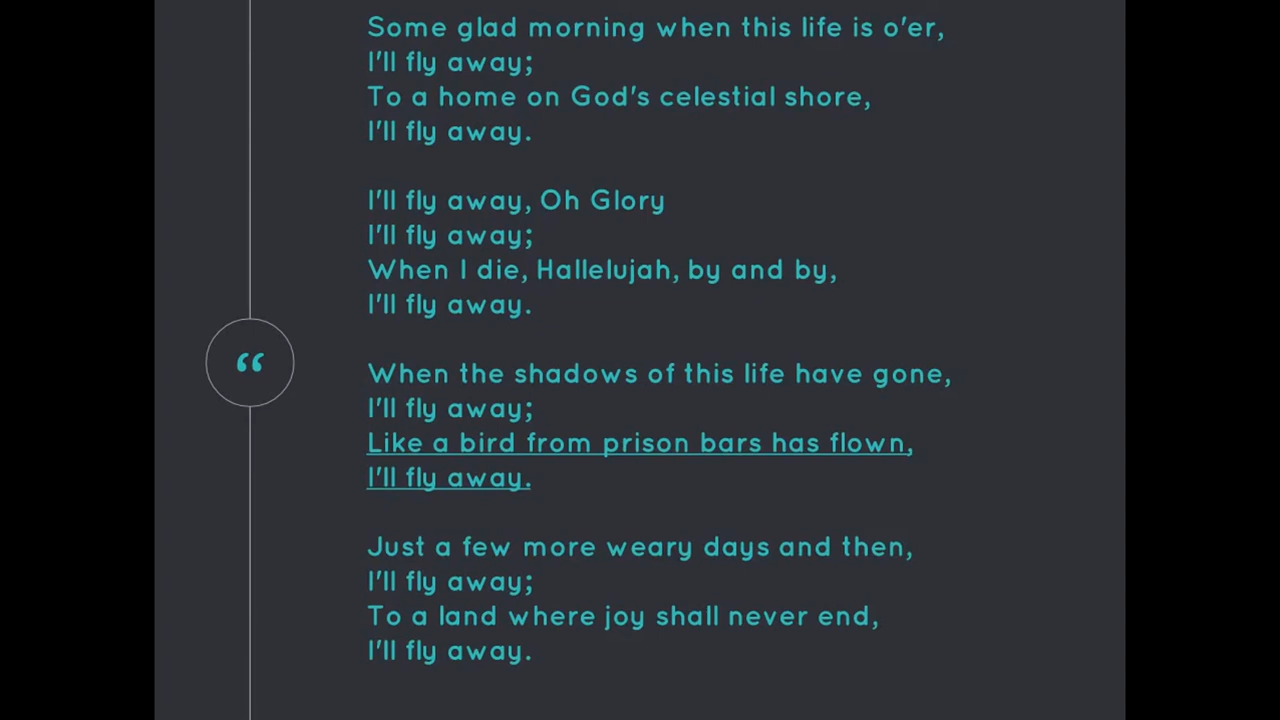 Some glad morning when this life is o'er,
I'll fly away;
To a home on God's celestial shore,
I'll fly away.
I'll fly away, Oh Glory
I'll fly away;
When I die, Hallelujah, by and by,
I'll fly away.
“
When the shadows of this life have gone,
I'll fly away;
Like a bird from prison bars has flown,
I'll fly away.
Just a few more weary days and then,
I'll fly away;
To a land where joy shall never end,
I'll fly away.